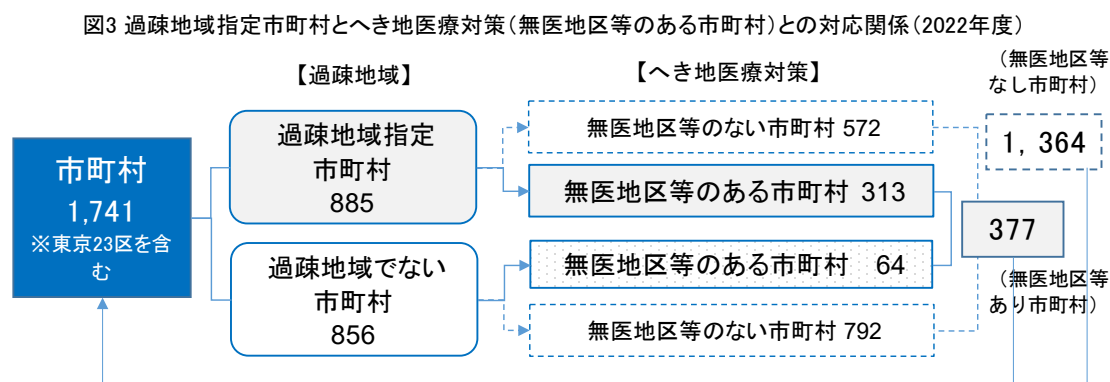 図3 過疎地域指定市町村とへき地医療対策（無医地区等のある市町村）との対応関係（2022年度）
【過疎地域】
【へき地医療対策】
（無医地区等
なし市町村）
市町村
1,741
※東京23区を含
む
過疎地域指定
市町村
885
過疎地域でない
市町村
856
無医地区等のない市町村 572
無医地区等のある市町村 313
無医地区等のある市町村 64
無医地区等のない市町村 792
1，364
377
（無医地区等
あり市町村）